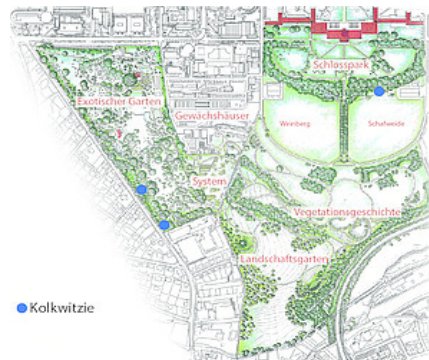 Schlosspark
Exotischer Garten
Gewächshäuser
Weinberg
Schafweide
System
Vegetationsgeschichte
Landschaftsgarten
Kolkwitzie